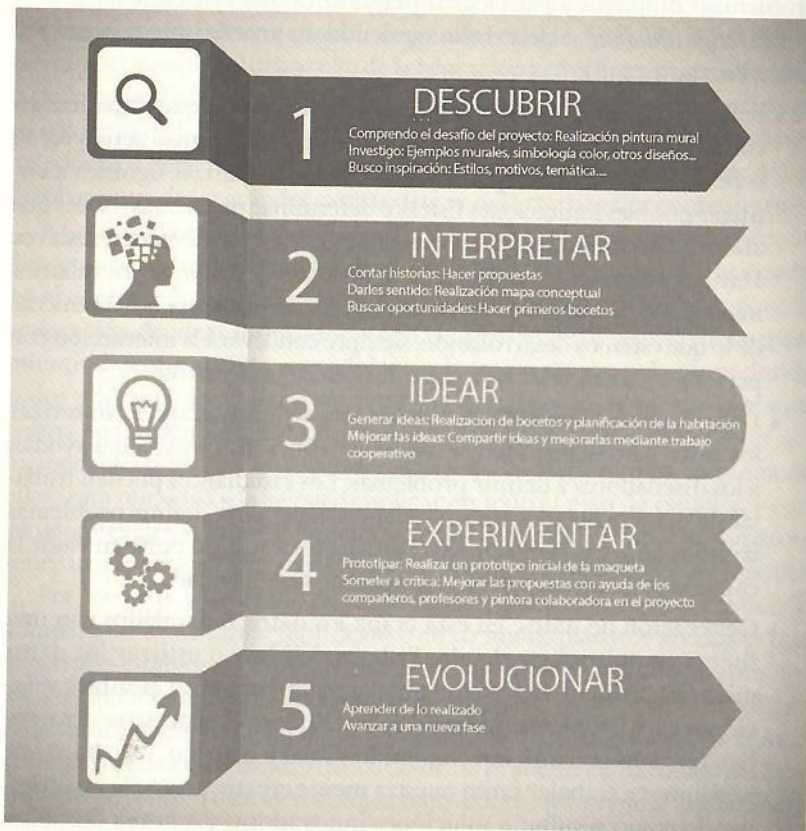 1
DESCUBRIR
Comprendo el desafío del proyecto: Realización pintura mural
Investigo: Ejemplos murales, simbología color, otros diseños...
Busco inspiración: Estilos, motivos, temática....
2
INTERPRETAR
Contar historias: Hacer propuestas
Darles sentido: Realización mapa conceptual
Buscar oportunidades: Hacer primeros bocetos
3
IDEAR
Generar ideas: Realización de bocetos y planificación de la habitación
Mejorar las ideas: Compartir ideas y mejorarlas mediante trabajo
cooperativo
4
EXPERIMENTAR
Prototipar: Realizar un prototipo inicial de la maqueta
Someter a crítica: Mejorar las propuestas con ayuda de los
compañeros, profesores y pintora colaboradora en el proyecto
5
EVOLUCIONAR
Aprender de lo realizado
Avanzar a una nueva fase